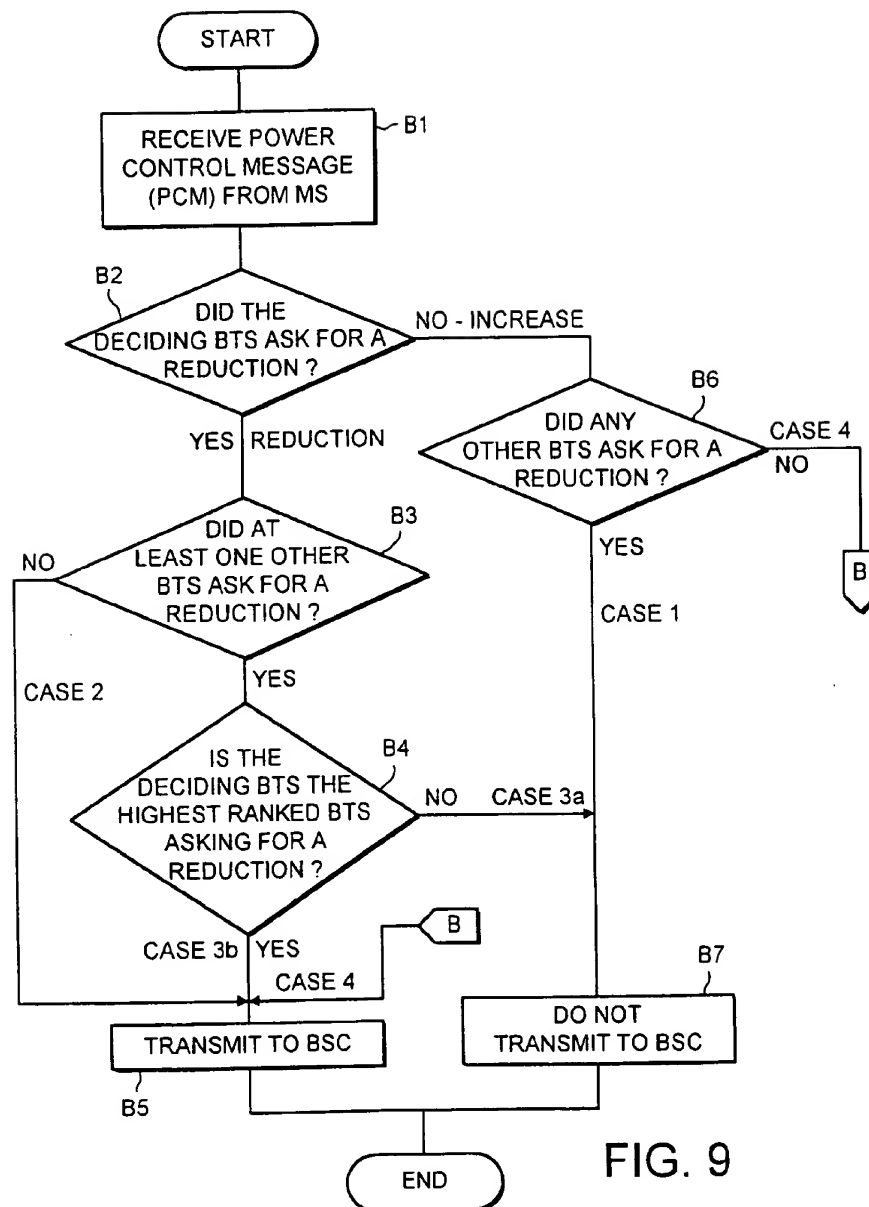 START
B1
RECEIVE POWER
CONTROL MESSAGE
(PCM) FROM MS
B2
DID THE
DECIDING BTS ASK FOR A
REDUCTION ?
NO - INCREASE
B6
DID ANY
OTHER BTS ASK FOR A
REDUCTION ?
CASE 4
NO
YES REDUCTION
YES
B
B3
DID AT
LEAST ONE OTHER
BTS ASK FOR A
REDUCTION ?
NO
CASE 1
CASE 2
YES
B4
IS THE
DECIDING BTS THE
HIGHEST RANKED BTS
ASKING FOR A
REDUCTION ?
NO CASE 3a
B
CASE 3b YES
CASE 4
B7
DO NOT
TRANSMIT TO BSC
TRANSMIT TO BSC
B5
END
FIG. 9